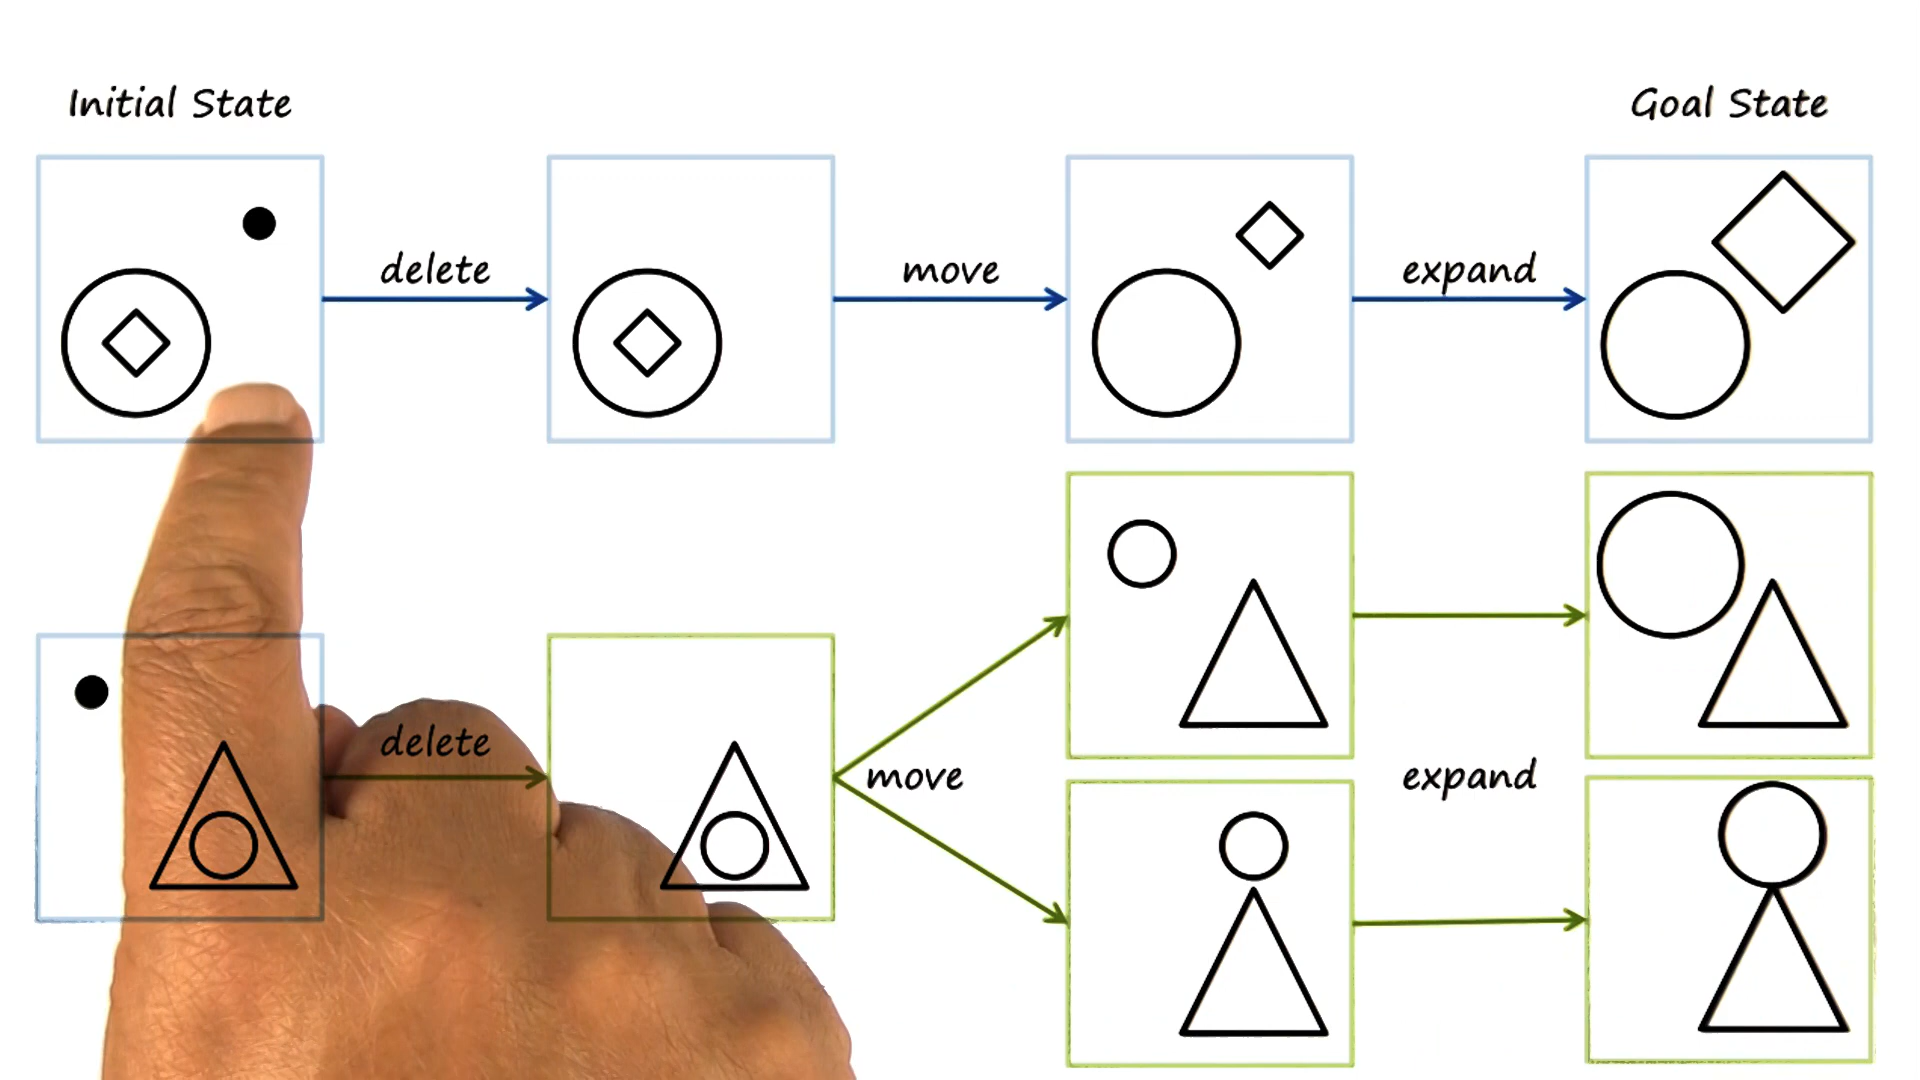 Initial State
Goal State
delete
move
expand
delete
move
expand